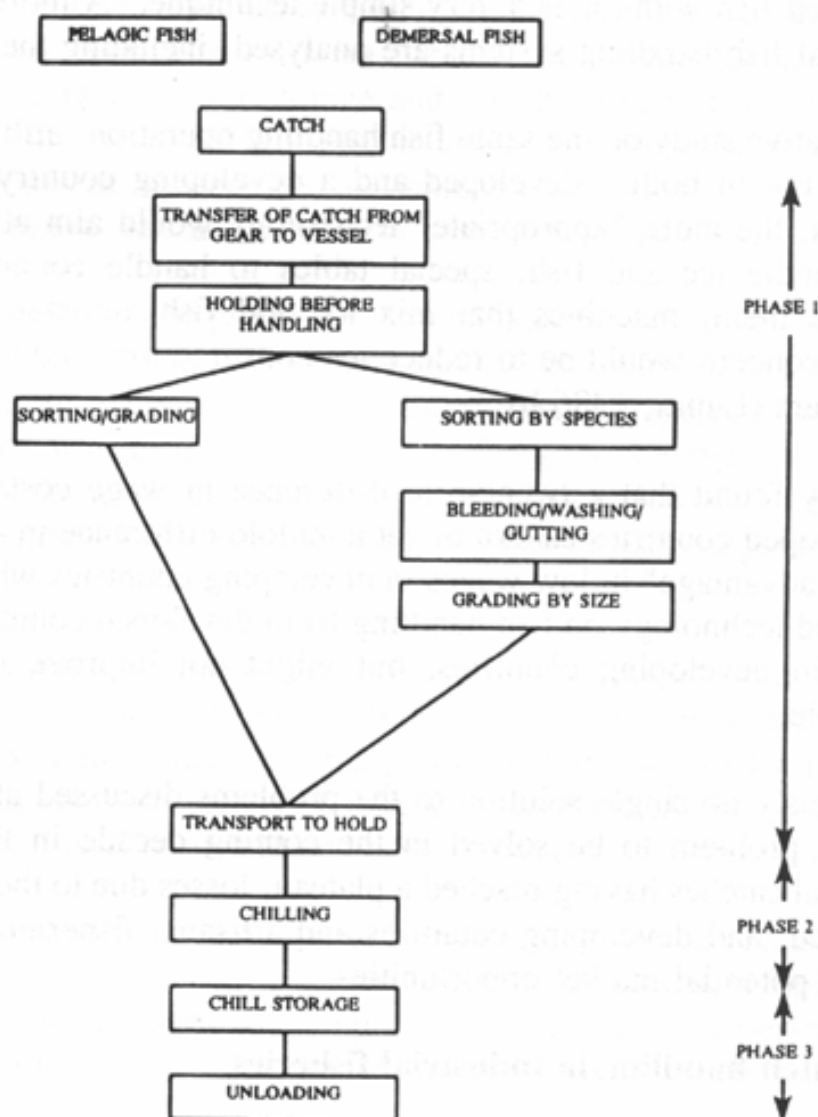 PELAGIC FISH
DEMERSAL FISH
CATCH
TRANSFER OF CATCH FROM
GEAR TO VESSEL
HOLDING BEFORE
HANDLING
PHASE 1
SORTING/GRADING
SORTING BY SPECIES
BLEEDING/WASHING/
GUTTING
GRADING BY SIZE
TRANSPORT TO HOLD
CHILLING
PHASE 2
CHILL STORAGE
PHASE 3
UNLOADING